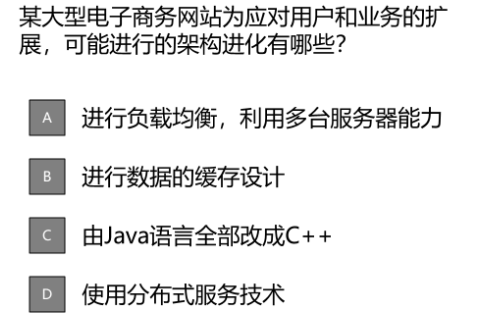 某大型电子商务网站为应对用户和业务的扩
展，可能进行的架构进化有哪些？
A 进行负载均衡，利用多台服务器能力
B 进行数据的缓存设计
C 由Java语言全部改成C++
D 使用分布式服务技术